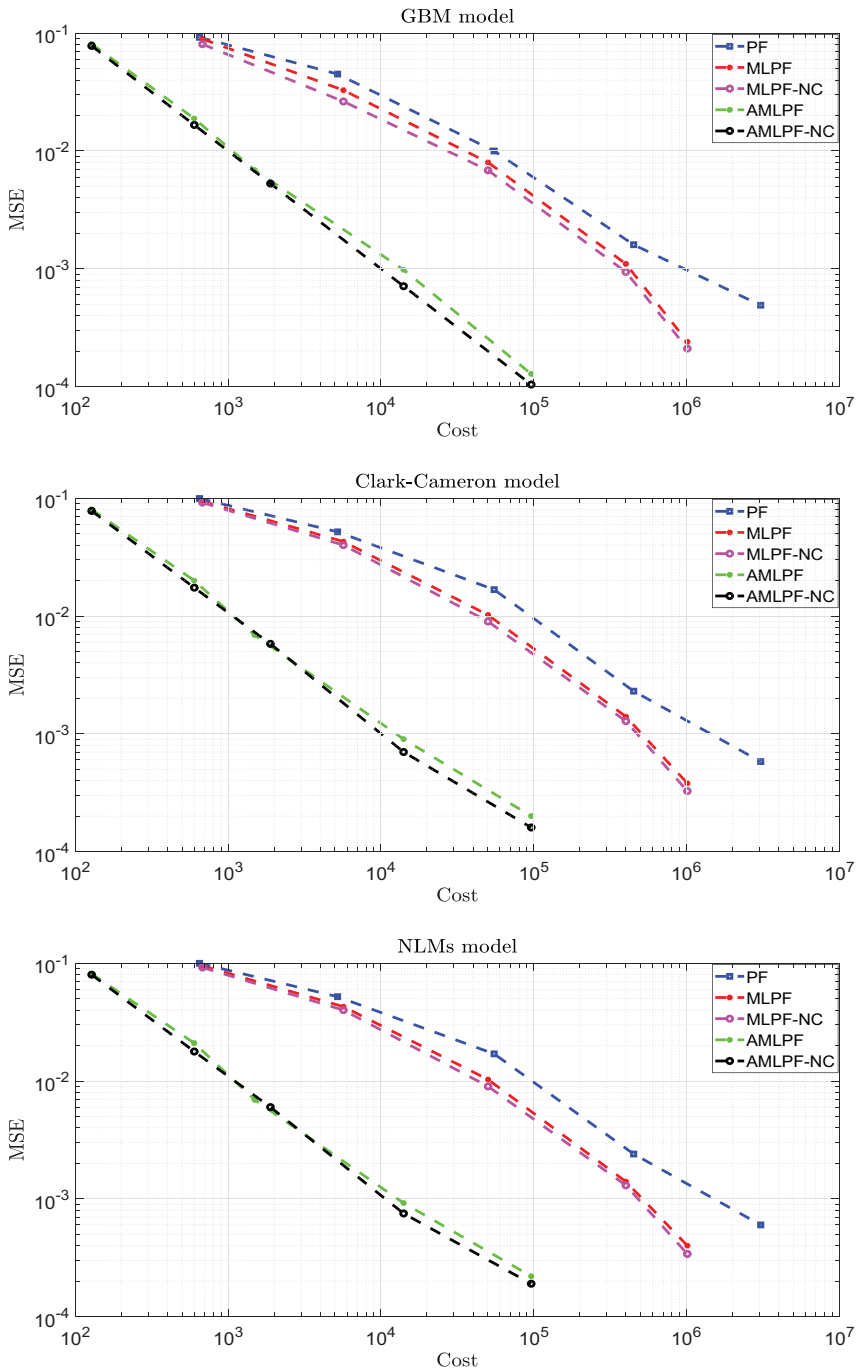 GBM model
10^-1
10^-2
10^-3
10^-4
MSE
PF
MLPF
MLPF-NC
AMLPF
AMLPF-NC
10^2 10^3 10^4 10^5 10^6 10^7
Cost
Clark-Cameron model
10^-1
10^-2
10^-3
10^-4
MSE
PF
MLPF
MLPF-NC
AMLPF
AMLPF-NC
10^2 10^3 10^4 10^5 10^6 10^7
Cost
NLMs model
10^-1
10^-2
10^-3
10^-4
MSE
PF
MLPF
MLPF-NC
AMLPF
AMLPF-NC
10^2 10^3 10^4 10^5 10^6 10^7
Cost